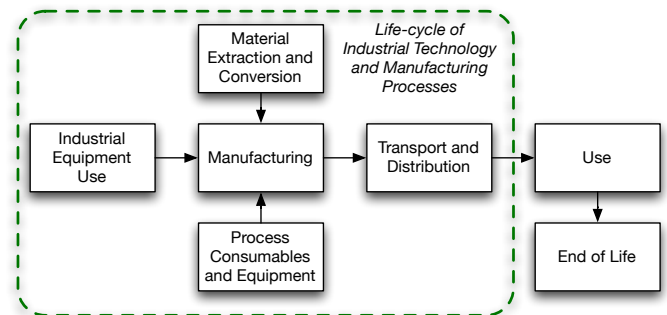 Material
Extraction and
Conversion
Life-cycle of
Industrial Technology
and Manufacturing
Processes
Industrial
Equipment
Use
Manufacturing
Transport and
Distribution
Use
Process
Consumables
and Equipment
End of Life